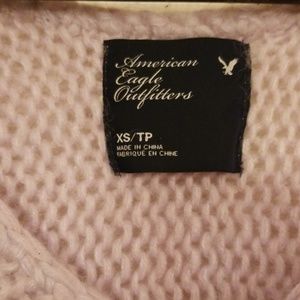 American
Eagle
Outfitters
XS/TP
MADE IN CHINA
FABRIQUÉ EN CHINE